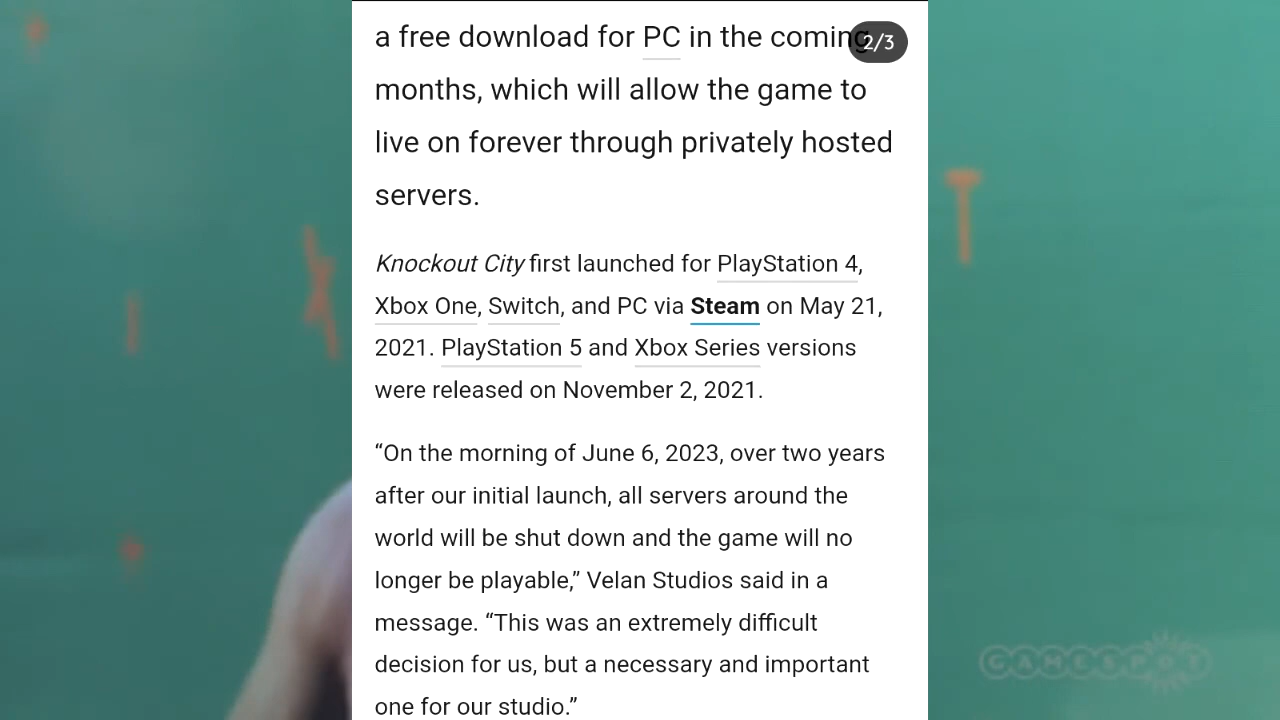 a free download for PC in the coming
2/3
months, which will allow the game to
live on forever through privately hosted
servers.
Knockout City first launched for PlayStation 4,
Xbox One, Switch, and PC via Steam on May 21,
2021. PlayStation 5 and Xbox Series versions
were released on November 2, 2021.
“On the morning of June 6, 2023, over two years
after our initial launch, all servers around the
world will be shut down and the game will no
longer be playable,” Velan Studios said in a
message. “This was an extremely difficult
decision for us, but a necessary and important
one for our studio.”
GAMESPOT